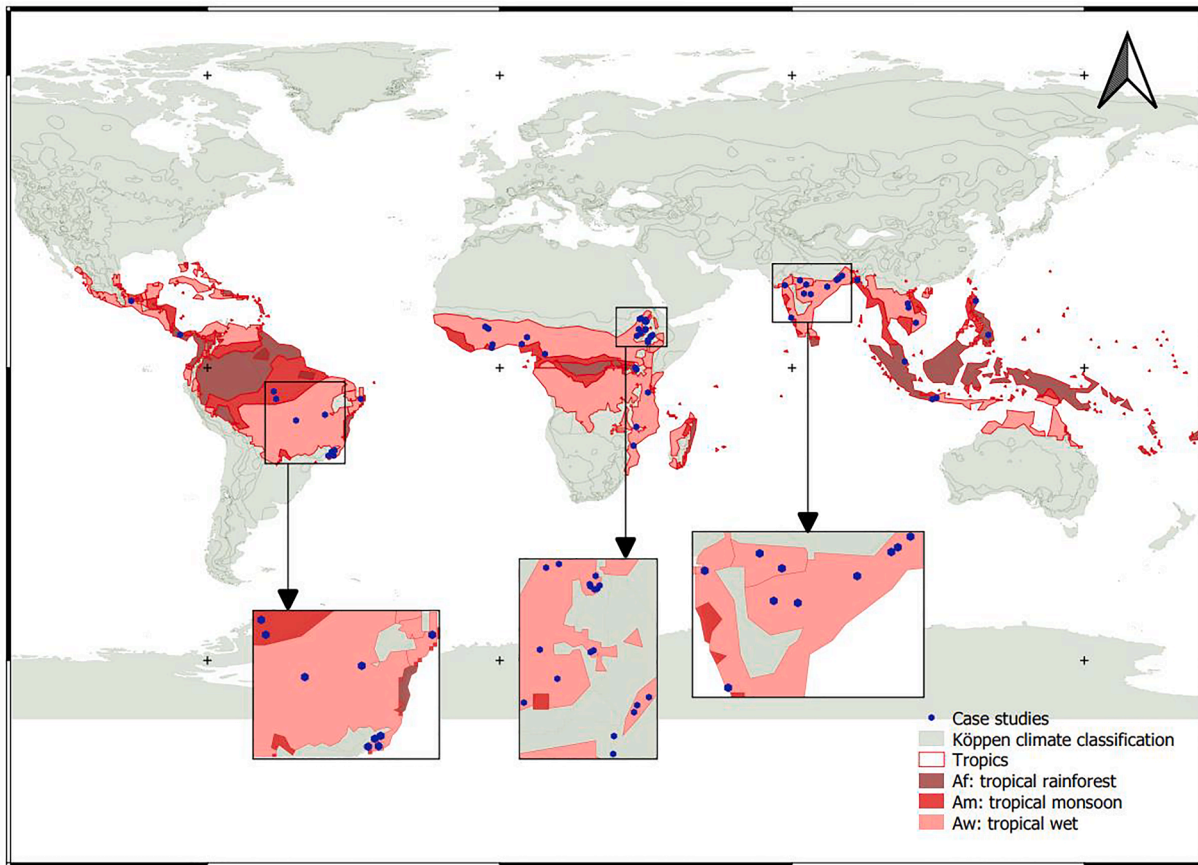 Case studies
Köppen climate classification
Tropics
Af: tropical rainforest
Am: tropical monsoon
Aw: tropical wet